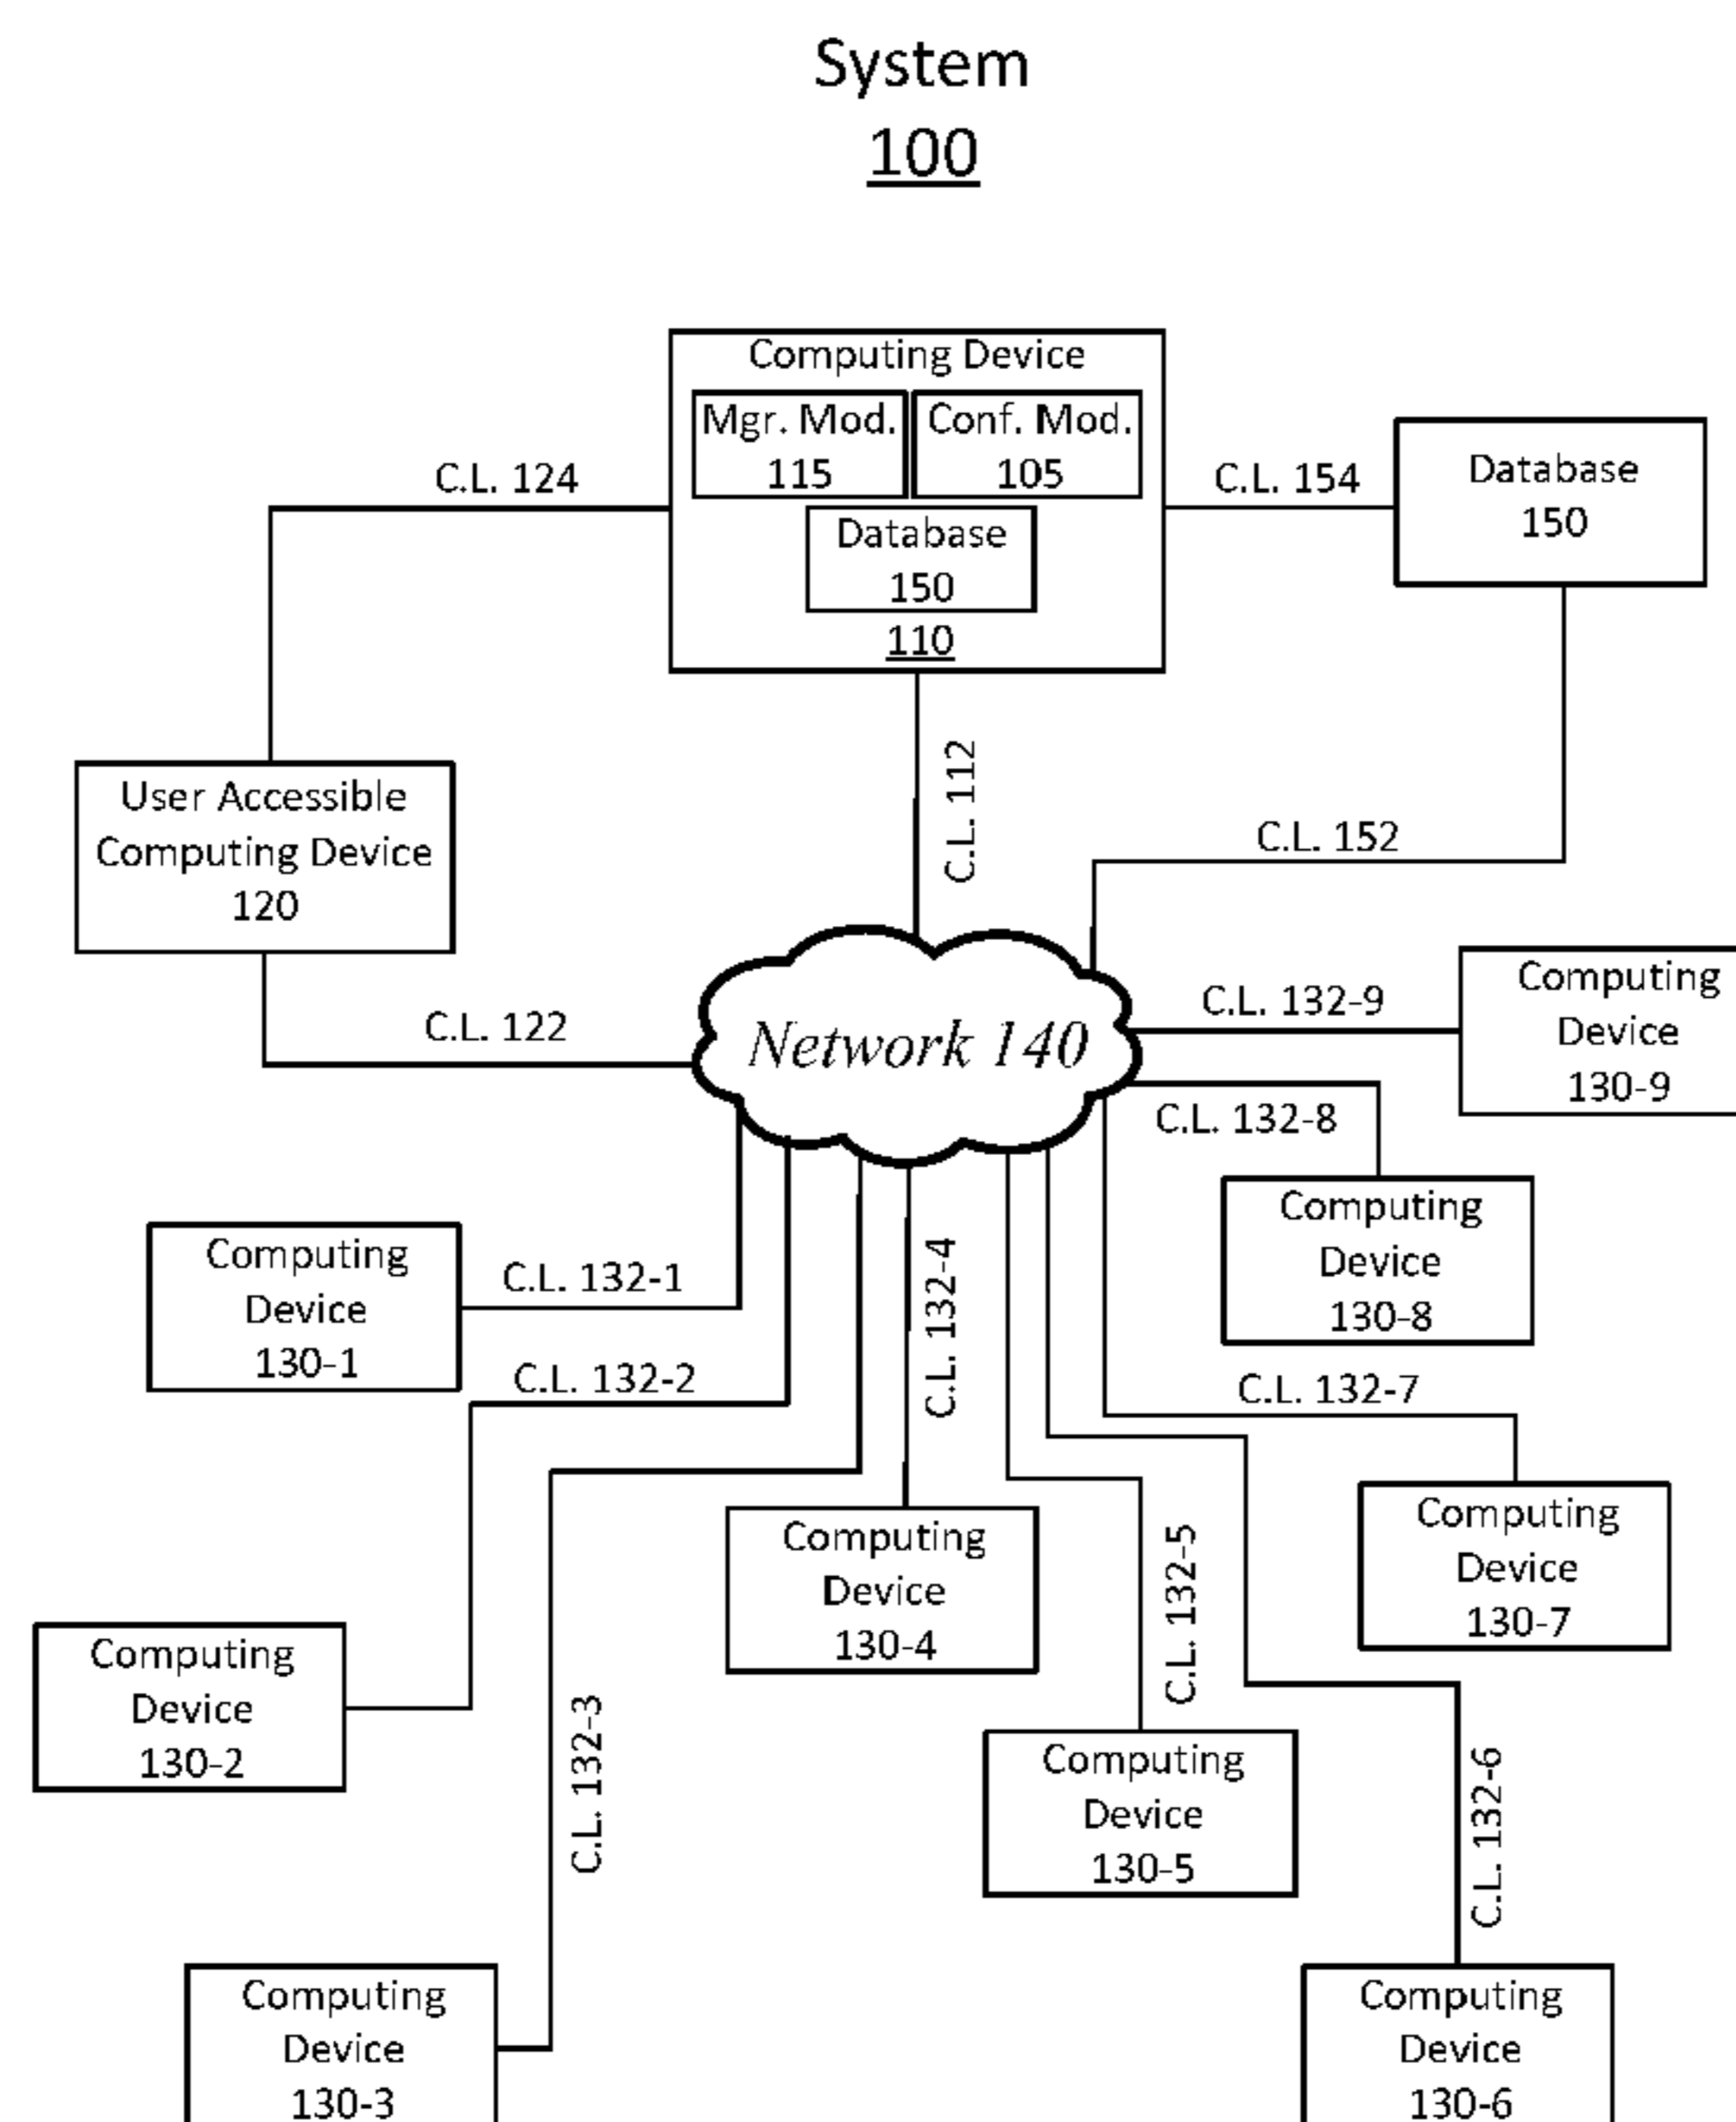 System
100
Computing Device
Mgr. Mod.
115
Conf. Mod.
105
Database
150
110
C.L. 124
C.L. 154
Database
150
User Accessible
Computing Device
120
C.L. 112
C.L. 152
C.L. 122
Network 140
C.L. 132-9
Computing
Device
130-9
C.L. 132-8
Computing
Device
130-8
Computing
Device
130-1
C.L. 132-1
C.L. 132-2
C.L. 132-4
C.L. 132-7
Computing
Device
130-7
Computing
Device
130-4
C.L. 132-5
Computing
Device
130-2
C.L. 132-3
Computing
Device
130-5
C.L. 132-6
Computing
Device
130-3
Computing
Device
130-6